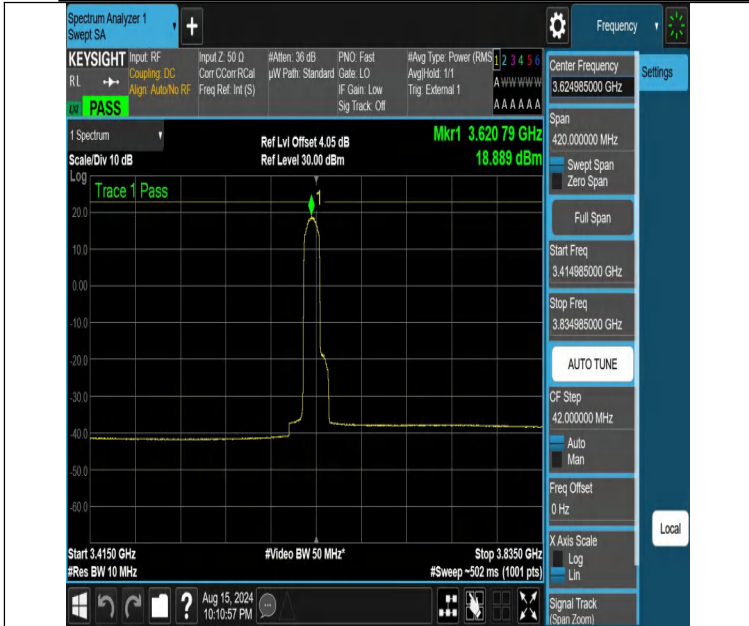 Spectrum Analyzer 1
Swept SA
+
Frequency
KEYSIGHT
RL
PASS
Input: RF
Coupling: DC
Align: Auto/No RF
Input Z: 50 Ω
Corr CCorr RCal
Freq Ref: Int (S)
#Atten: 36 dB
µW Path: Standard
PNO: Fast
Gate: LO
IF Gain: Low
Sig Track: Off
#Avg Type: Power (RMS
Avg|Hold: 1/1
Trig: External 1
1 2 3 4 5 6
A W W W W W
A A A A A A
1 Spectrum
Scale/Div 10 dB
Ref Lvl Offset 4.05 dB
Ref Level 30.00 dBm
Mkr1 3.620 79 GHz
18.889 dBm
Log
Trace 1 Pass
1
20.0
10.0
0.00
-10.0
-20.0
-30.0
-40.0
-50.0
-60.0
Start 3.4150 GHz
#Res BW 10 MHz
#Video BW 50 MHz*
Stop 3.8350 GHz
#Sweep ~502 ms (1001 pts)
Aug 15, 2024
10:10:57 PM
?
Center Frequency
3.624985000 GHz
Settings
Span
420.000000 MHz
Swept Span
Zero Span
Full Span
Start Freq
3.414985000 GHz
Stop Freq
3.834985000 GHz
AUTO TUNE
CF Step
42.000000 MHz
Auto
Man
Freq Offset
0 Hz
X Axis Scale
Log
Lin
Local
Signal Track
(Span Zoom)